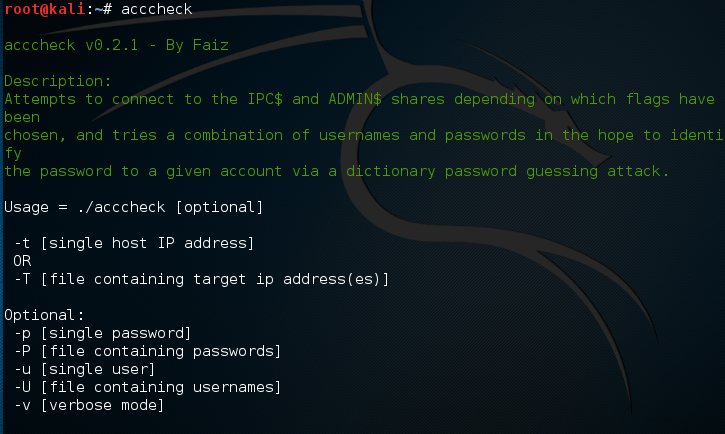 root@kali:~# acccheck
acccheck v0.2.1 - By Faiz
Description:
Attempts to connect to the IPC$ and ADMIN$ shares depending on which flags have
been
chosen, and tries a combination of usernames and passwords in the hope to identi
fy
the password to a given account via a dictionary password guessing attack.
Usage = ./acccheck [optional]
-t [single host IP address]
OR
-T [file containing target ip address(es)]
Optional:
-p [single password]
-P [file containing passwords]
-u [single user]
-U [file containing usernames]
-v [verbose mode]